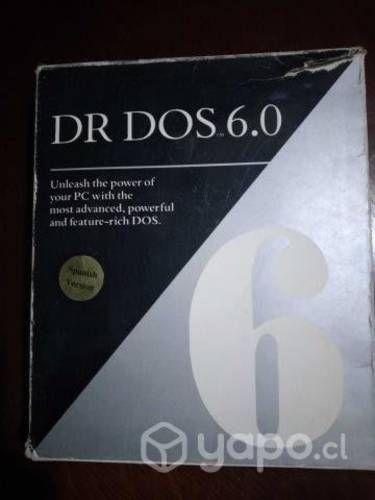 DR DOS™ 6.0
Unleash the power of
your PC with the
most advanced, powerful
and feature-rich DOS.
Spanish
Version
6
yapo.cl